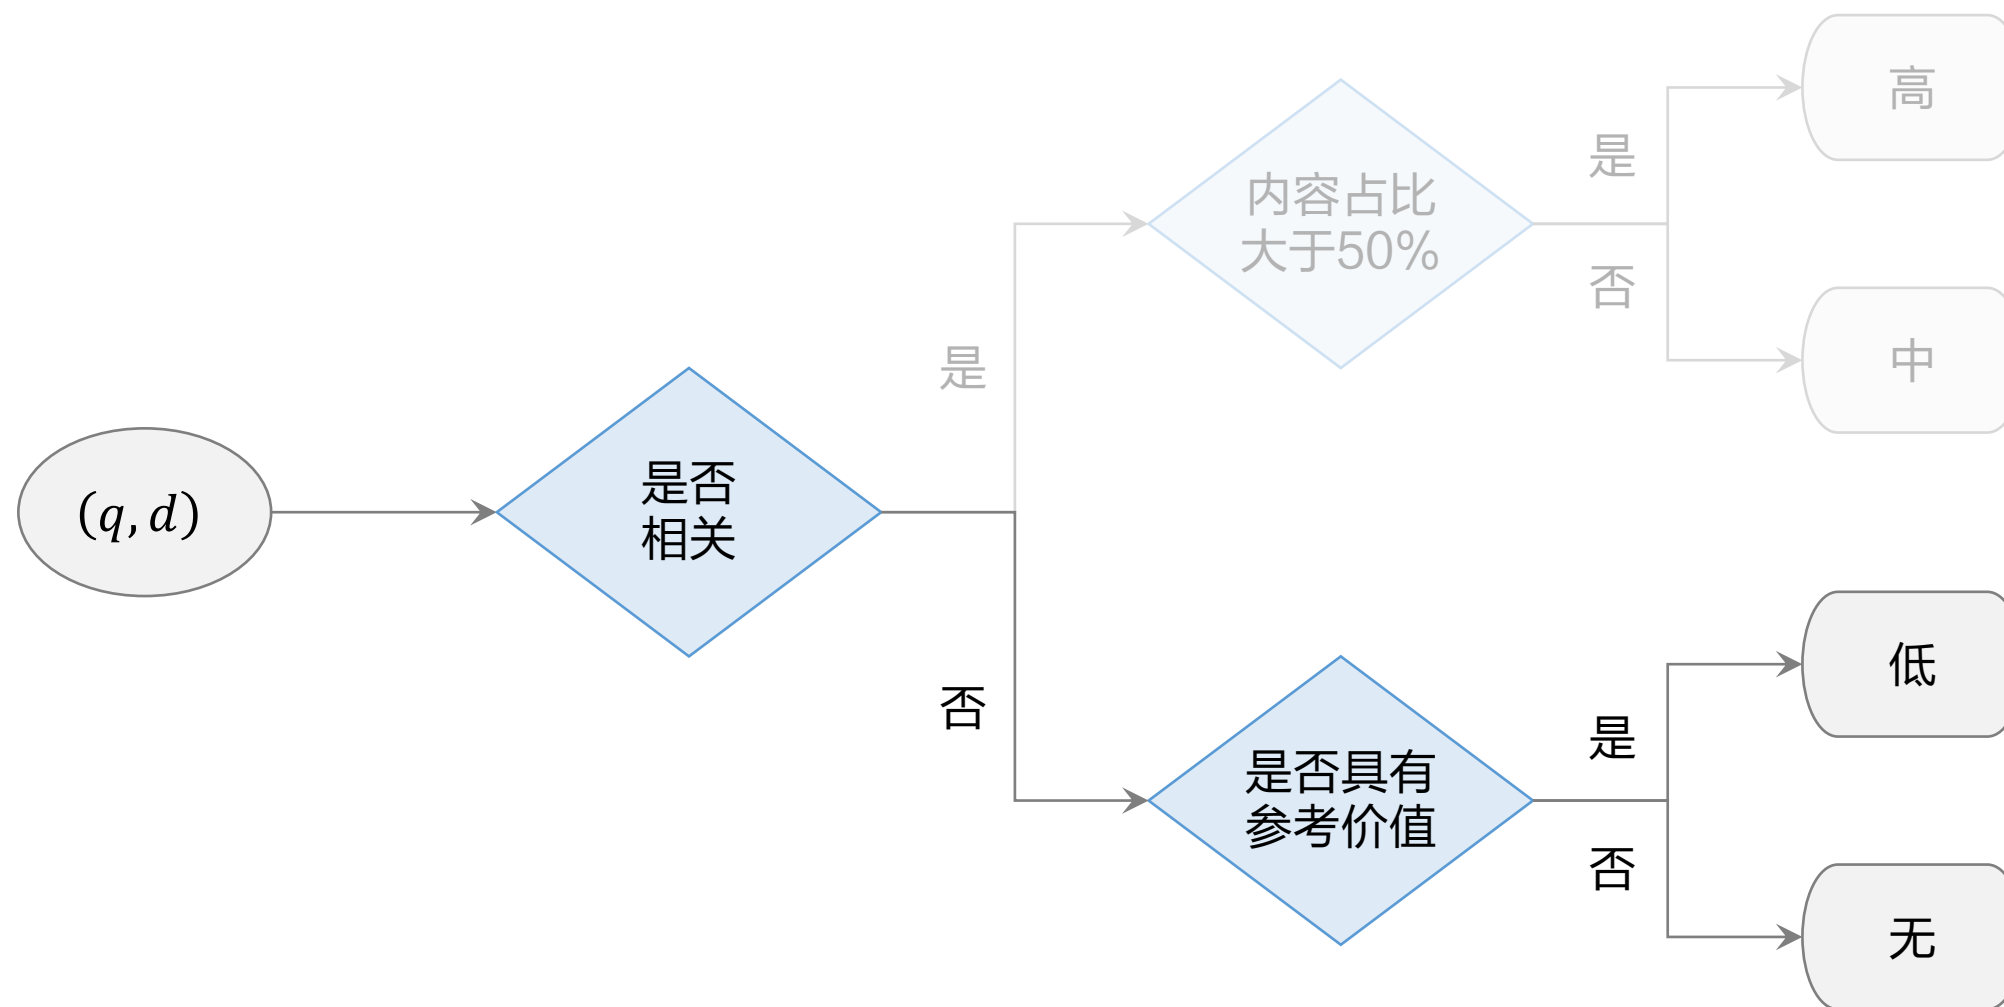 (q, d)
是否
相关
是
否
内容占比
大于50%
是
否
高
中
是否具有
参考价值
是
否
低
无